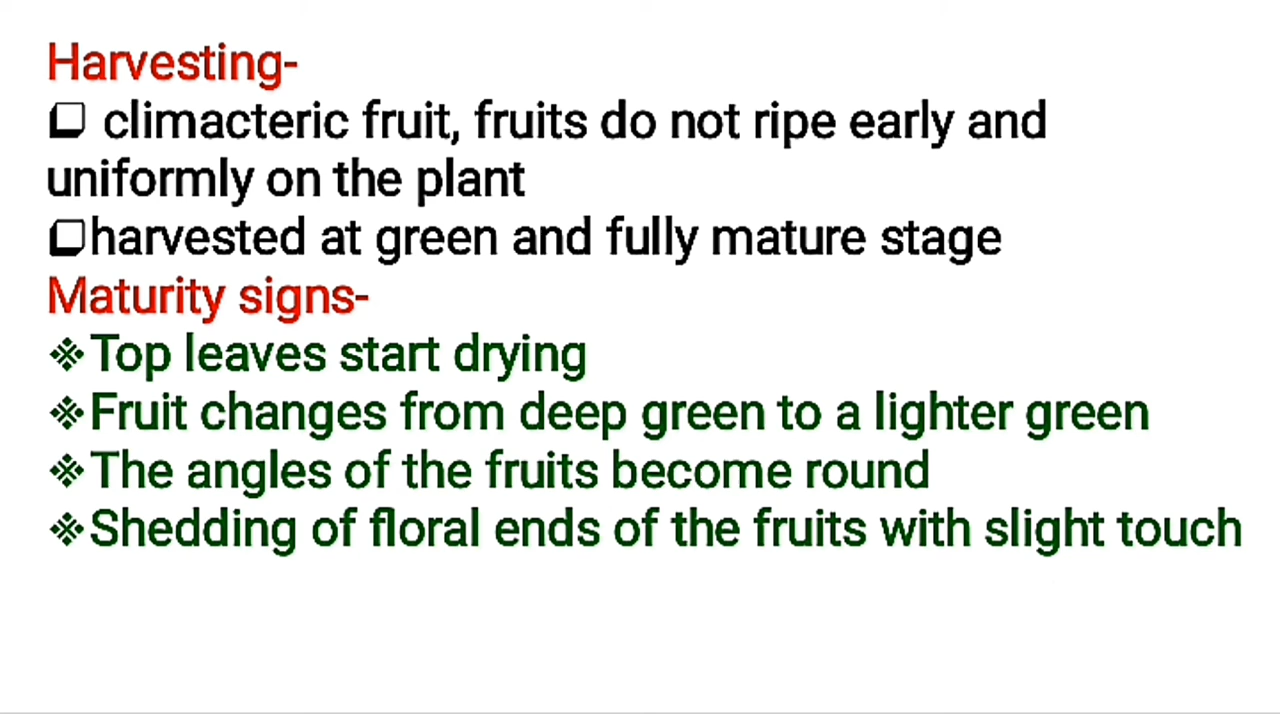 Harvesting-
❑ climacteric fruit, fruits do not ripe early and
uniformly on the plant
❑harvested at green and fully mature stage
Maturity signs-
※Top leaves start drying
※Fruit changes from deep green to a lighter green
※The angles of the fruits become round
※Shedding of floral ends of the fruits with slight touch